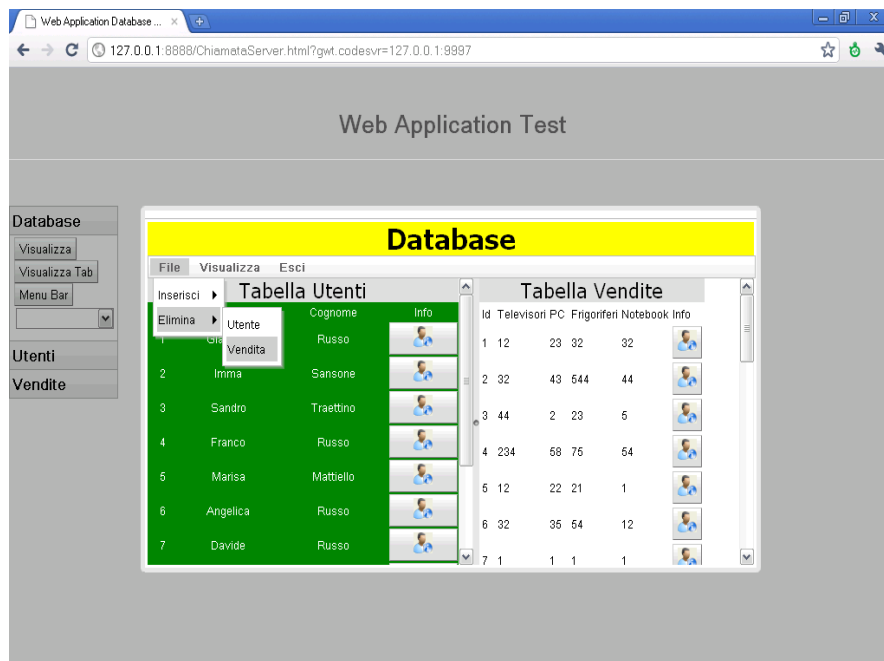 Web Application Database ...
127.0.0.1:8888/ChiamataServer.html?gwt.codesvr=127.0.0.1:9997
Web Application Test
Database
Visualizza
Visualizza Tab
Menu Bar
Utenti
Vendite
Database
File Visualizza Esci
Inserisci
Elimina
Utente
Vendita
Tabella Utenti
Cognome Info
1 Russo
2 Imma Sansone
3 Sandro Traettino
4 Franco Russo
5 Marisa Mattiello
6 Angelica Russo
7 Davide Russo
Tabella Vendite
Id Televisori PC Frigoriferi Notebook Info
1 12 23 32 32
2 32 43 544 44
3 44 2 23 5
4 234 58 75 54
5 12 22 21 1
6 32 35 54 12
7 1 1 1 1